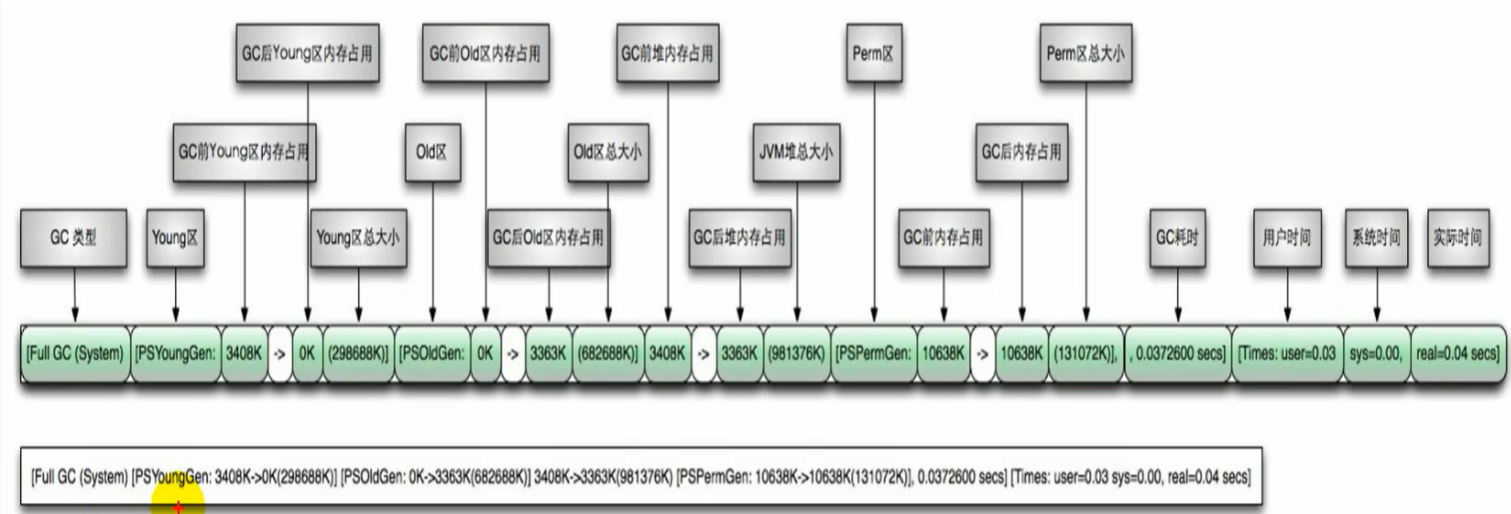 GC后Young区内存占用 GC前Old区内存占用 GC前堆内存占用 Perm区 Perm区总大小
GC前Young区内存占用 Old区 Old区总大小 JVM堆总大小 GC后内存占用
GC 类型 Young区 Young区总大小 GC后Old区内存占用 GC后堆内存占用 GC前内存占用 GC耗时 用户时间 系统时间 实际时间
[Full GC (System) [PSYoungGen: 3408K -> 0K (298688K)] [PSOldGen: 0K -> 3363K (682688K)] 3408K -> 3363K (981376K) [PSPermGen: 10638K -> 10638K (131072K)], , 0.0372600 secs] [Times: user=0.03 sys=0.00, real=0.04 secs]
[Full GC (System) [PSYoungGen: 3408K->0K(298688K)] [PSOldGen: 0K->3363K(682688K)] 3408K->3363K(981376K) [PSPermGen: 10638K->10638K(131072K)], 0.0372600 secs] [Times: user=0.03 sys=0.00, real=0.04 secs]